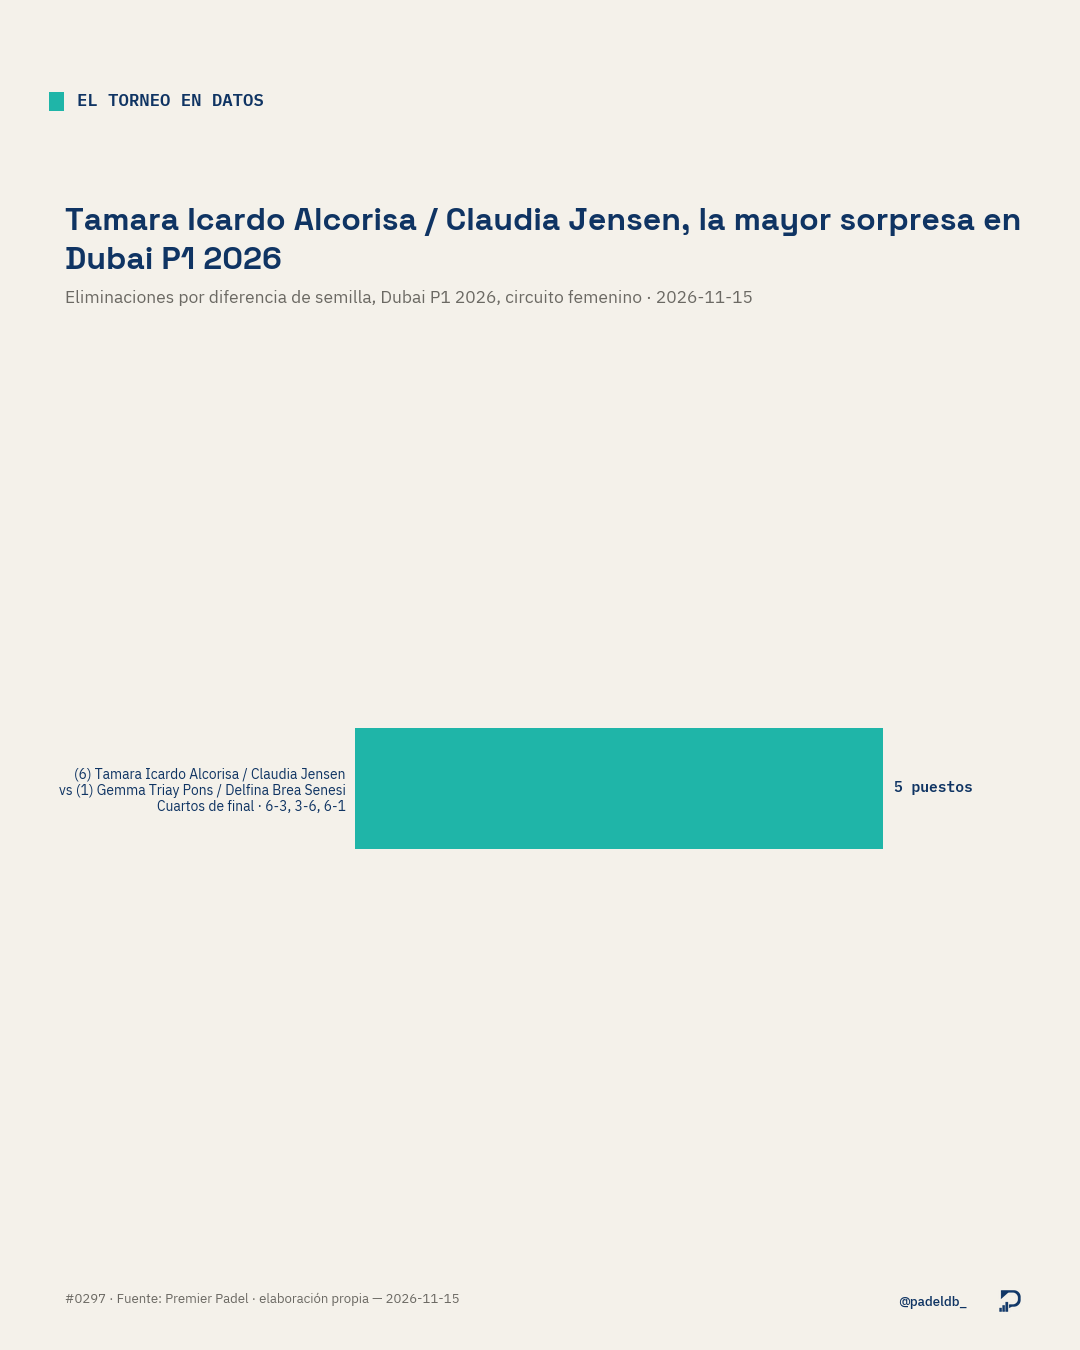 EL TORNEO EN DATOS
Tamara Icardo Alcorisa / Claudia Jensen, la mayor sorpresa en
Dubai P1 2026
Eliminaciones por diferencia de semilla, Dubai P1 2026, circuito femenino · 2026-11-15
(6) Tamara Icardo Alcorisa / Claudia Jensen
vs (1) Gemma Triay Pons / Delfina Brea Senesi
Cuartos de final · 6-3, 3-6, 6-1
5 puestos
#0297 · Fuente: Premier Padel · elaboración propia — 2026-11-15
@padeldb_